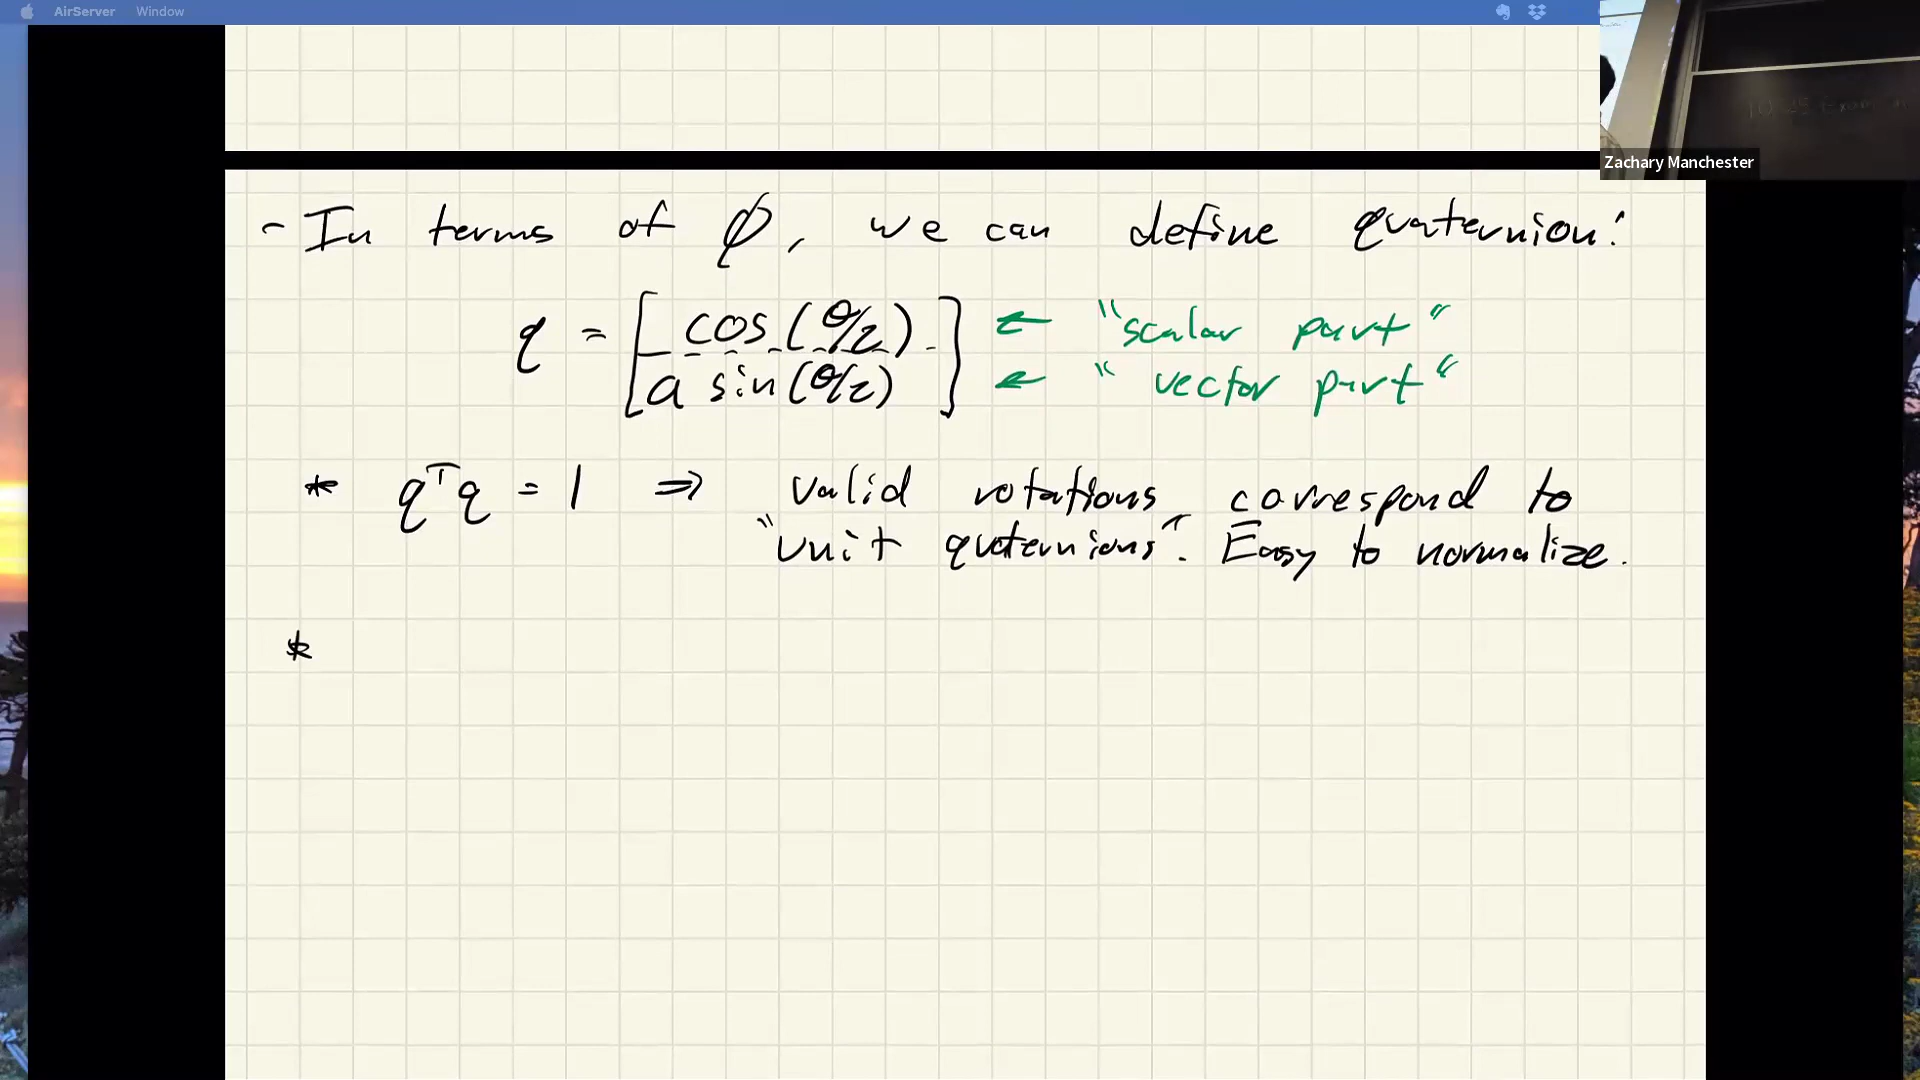 AirServer Window
Zachary Manchester
- In terms of ϕ, we can define quaternion:
q = [cos(θ/2)] ← "scalar part"
[a sin(θ/2)] ← "vector part"
* qᵀq = 1 ⇒ valid rotations correspond to
"unit quternions". Easy to normalize.
*